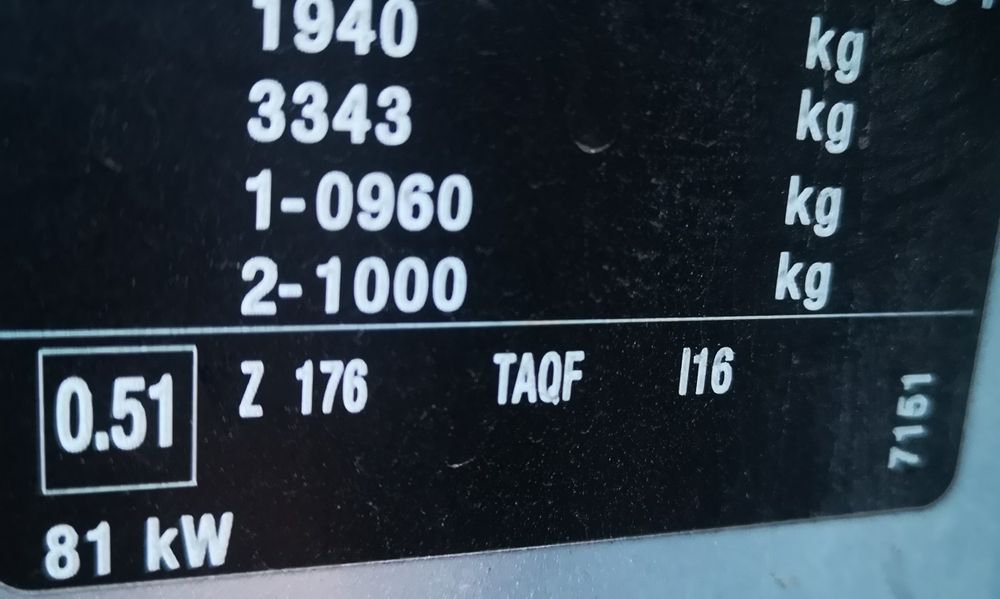 1940 kg
3343 kg
1-0960 kg
2-1000 kg
0.51 Z 176 TAQF I16
7151
81 kW